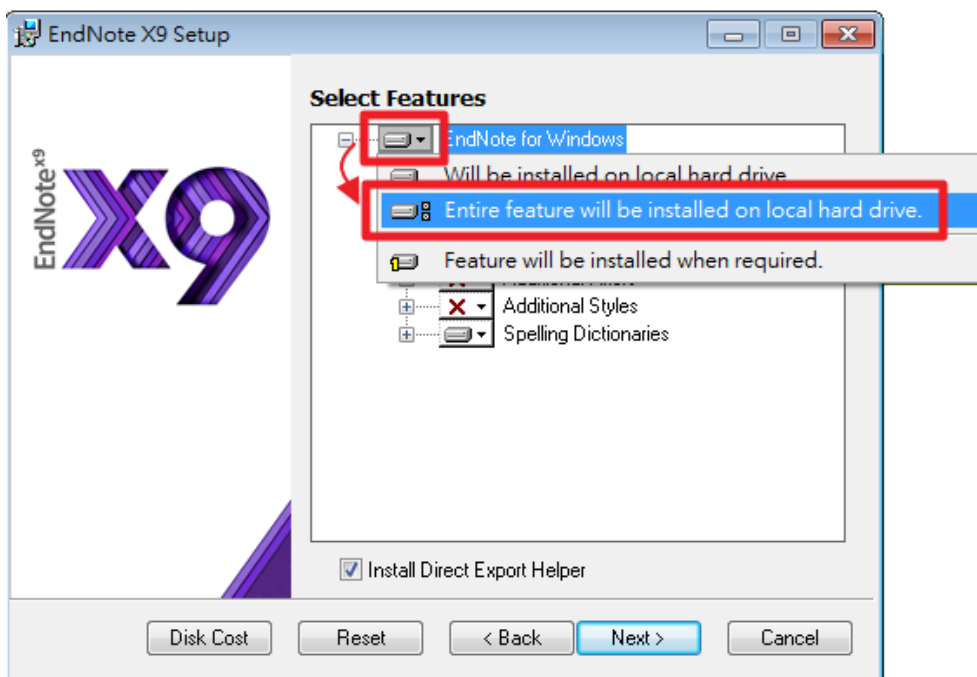 EndNote X9 Setup
EndNote x9
X9
Select Features
EndNote for Windows
Will be installed on local hard drive
Entire feature will be installed on local hard drive.
Feature will be installed when required.
Additional Styles
Spelling Dictionaries
Install Direct Export Helper
Disk Cost
Reset
< Back
Next >
Cancel